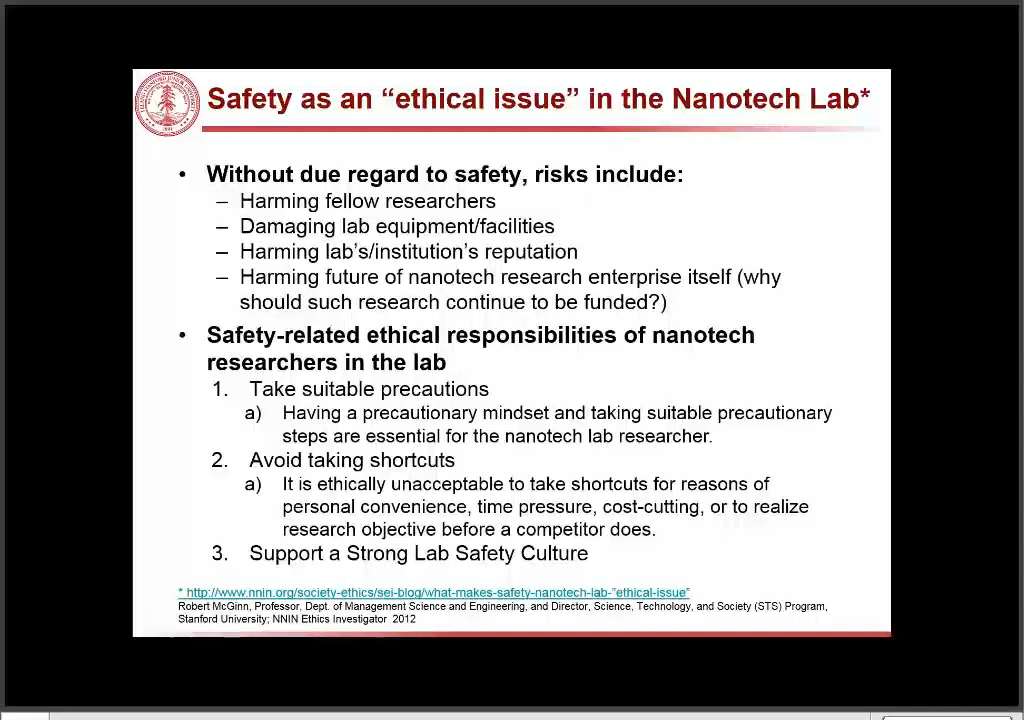 Safety as an “ethical issue” in the Nanotech Lab*
• Without due regard to safety, risks include:
– Harming fellow researchers
– Damaging lab equipment/facilities
– Harming lab’s/institution’s reputation
– Harming future of nanotech research enterprise itself (why
should such research continue to be funded?)
• Safety-related ethical responsibilities of nanotech
researchers in the lab
1. Take suitable precautions
a) Having a precautionary mindset and taking suitable precautionary
steps are essential for the nanotech lab researcher.
2. Avoid taking shortcuts
a) It is ethically unacceptable to take shortcuts for reasons of
personal convenience, time pressure, cost-cutting, or to realize
research objective before a competitor does.
3. Support a Strong Lab Safety Culture
* http://www.nnin.org/society-ethics/sei-blog/what-makes-safety-nanotech-lab-”ethical-issue”
Robert McGinn, Professor, Dept. of Management Science and Engineering, and Director, Science, Technology, and Society (STS) Program,
Stanford University; NNIN Ethics Investigator 2012